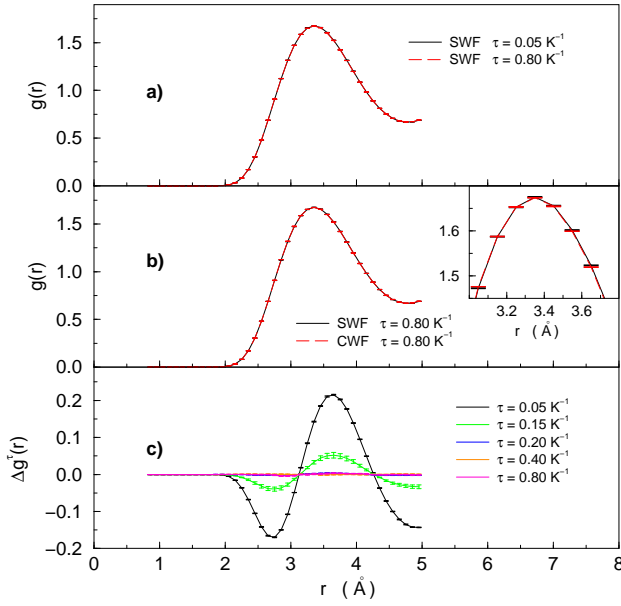 1.5
1.0
0.5
0.0
g(r)
a)
SWF τ = 0.05 K⁻¹
SWF τ = 0.80 K⁻¹
1.5
1.0
0.5
0.0
g(r)
b)
SWF τ = 0.80 K⁻¹
CWF τ = 0.80 K⁻¹
1.6
1.5
3.2 3.4 3.6
r (Å)
0.2
0.1
0.0
−0.1
−0.2
Δg^τ(r)
c)
τ = 0.05 K⁻¹
τ = 0.15 K⁻¹
τ = 0.20 K⁻¹
τ = 0.40 K⁻¹
τ = 0.80 K⁻¹
0 1 2 3 4 5 6 7 8
r (Å)